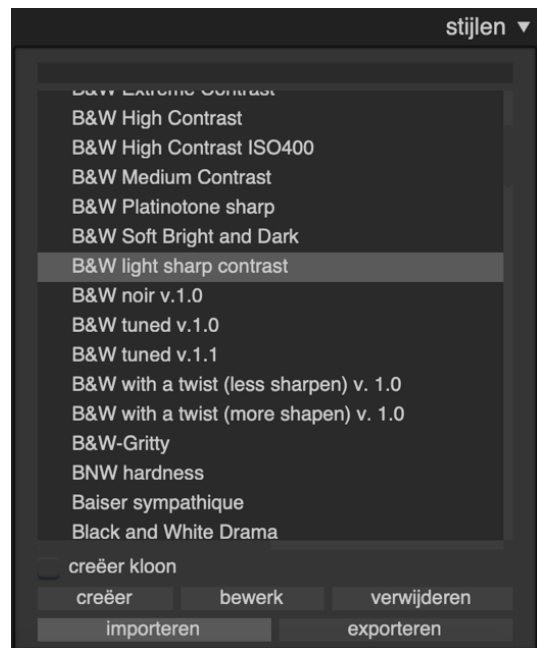 stijlen ▼
B&W Extreme Contrast
B&W High Contrast
B&W High Contrast ISO400
B&W Medium Contrast
B&W Platinotone sharp
B&W Soft Bright and Dark
B&W light sharp contrast
B&W noir v.1.0
B&W tuned v.1.0
B&W tuned v.1.1
B&W with a twist (less sharpen) v. 1.0
B&W with a twist (more shapen) v. 1.0
B&W-Gritty
BNW hardness
Baiser sympathique
Black and White Drama
creëer kloon
creëer bewerk verwijderen
importeren exporteren